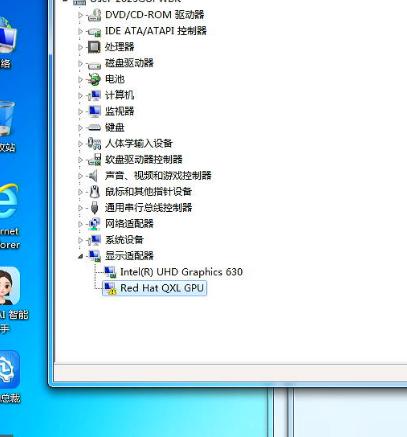 DVD/CD-ROM 驱动器
IDE ATA/ATAPI 控制器
处理器
磁盘驱动器
电池
计算机
监视器
键盘
人体学输入设备
软盘驱动器控制器
声音、视频和游戏控制器
鼠标和其他指针设备
通用串行总线控制器
网络适配器
系统设备
显示适配器
Intel(R) UHD Graphics 630
Red Hat QXL GPU
络
收站
rnet
orer
AI 智能
手
总裁